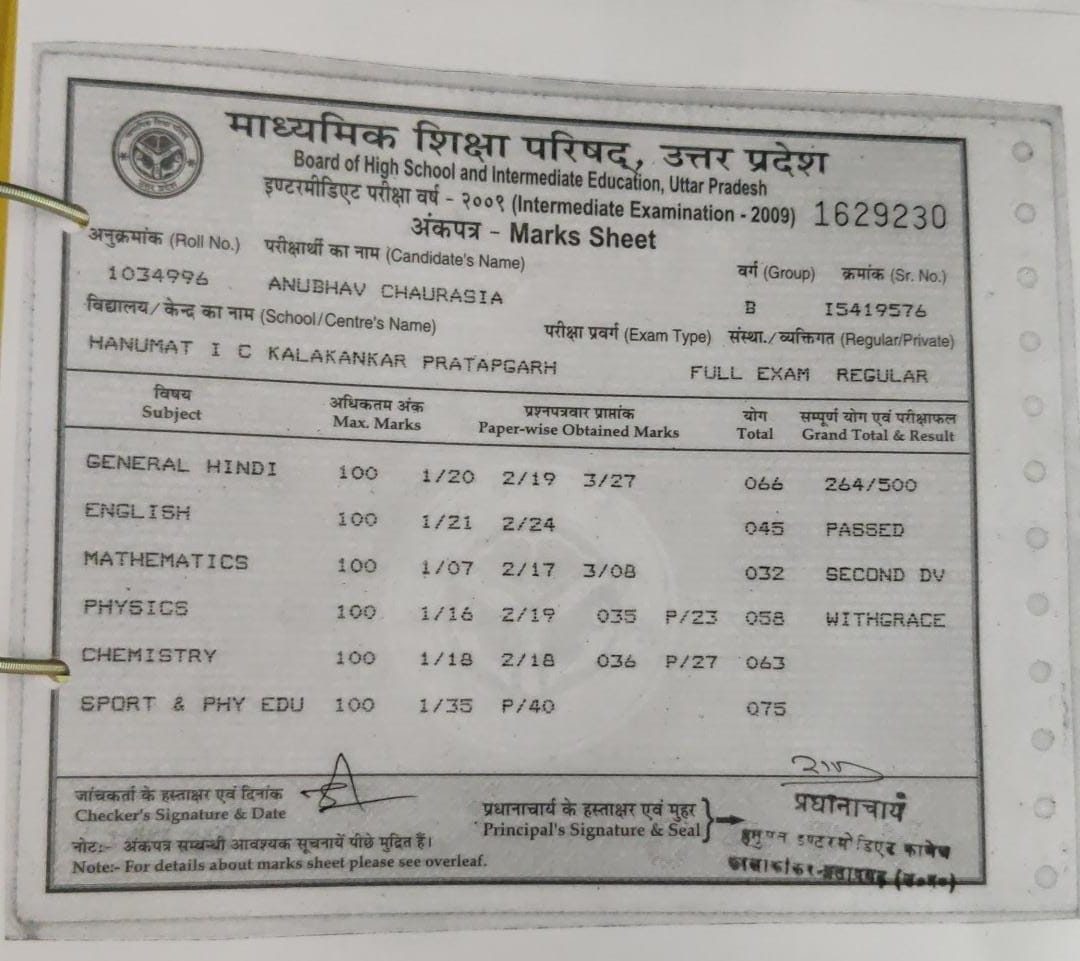 माध्यमिक शिक्षा परिषद्, उत्तर प्रदेश
Board of High School and Intermediate Education, Uttar Pradesh
इण्टरमीडिएट परीक्षा वर्ष - २००९ (Intermediate Examination - 2009) 1629230
अंकपत्र - Marks Sheet
अनुक्रमांक (Roll No.) परीक्षार्थी का नाम (Candidate's Name) वर्ग (Group) क्रमांक (Sr. No.)
1034996 ANUBHAV CHAURASIA B I5419576
विद्यालय/केन्द्र का नाम (School/Centre's Name) परीक्षा प्रवर्ग (Exam Type) संस्था./व्यक्तिगत (Regular/Private)
HANUMAT I C KALAKANKAR PRATAPGARH FULL EXAM REGULAR
विषय अधिकतम अंक प्रश्नपत्रवार प्राप्तांक योग सम्पूर्ण योग एवं परीक्षाफल
Subject Max. Marks Paper-wise Obtained Marks Total Grand Total & Result
GENERAL HINDI 100 1/20 2/19 3/27 066 264/500
ENGLISH 100 1/21 2/24 045 PASSED
MATHEMATICS 100 1/07 2/17 3/08 032 SECOND DV
PHYSICS 100 1/16 2/19 035 P/23 058 WITHGRACE
CHEMISTRY 100 1/18 2/18 036 P/27 063
SPORT & PHY EDU 100 1/35 P/40 075
जांचकर्ता के हस्ताक्षर एवं दिनांक प्रधानाचार्य के हस्ताक्षर एवं मुहर प्रधानाचार्य
Checker's Signature & Date Principal's Signature & Seal
नोट:- अंकपत्र सम्बन्धी आवश्यक सूचनायें पीछे मुद्रित हैं।
Note:- For details about marks sheet please see overleaf.